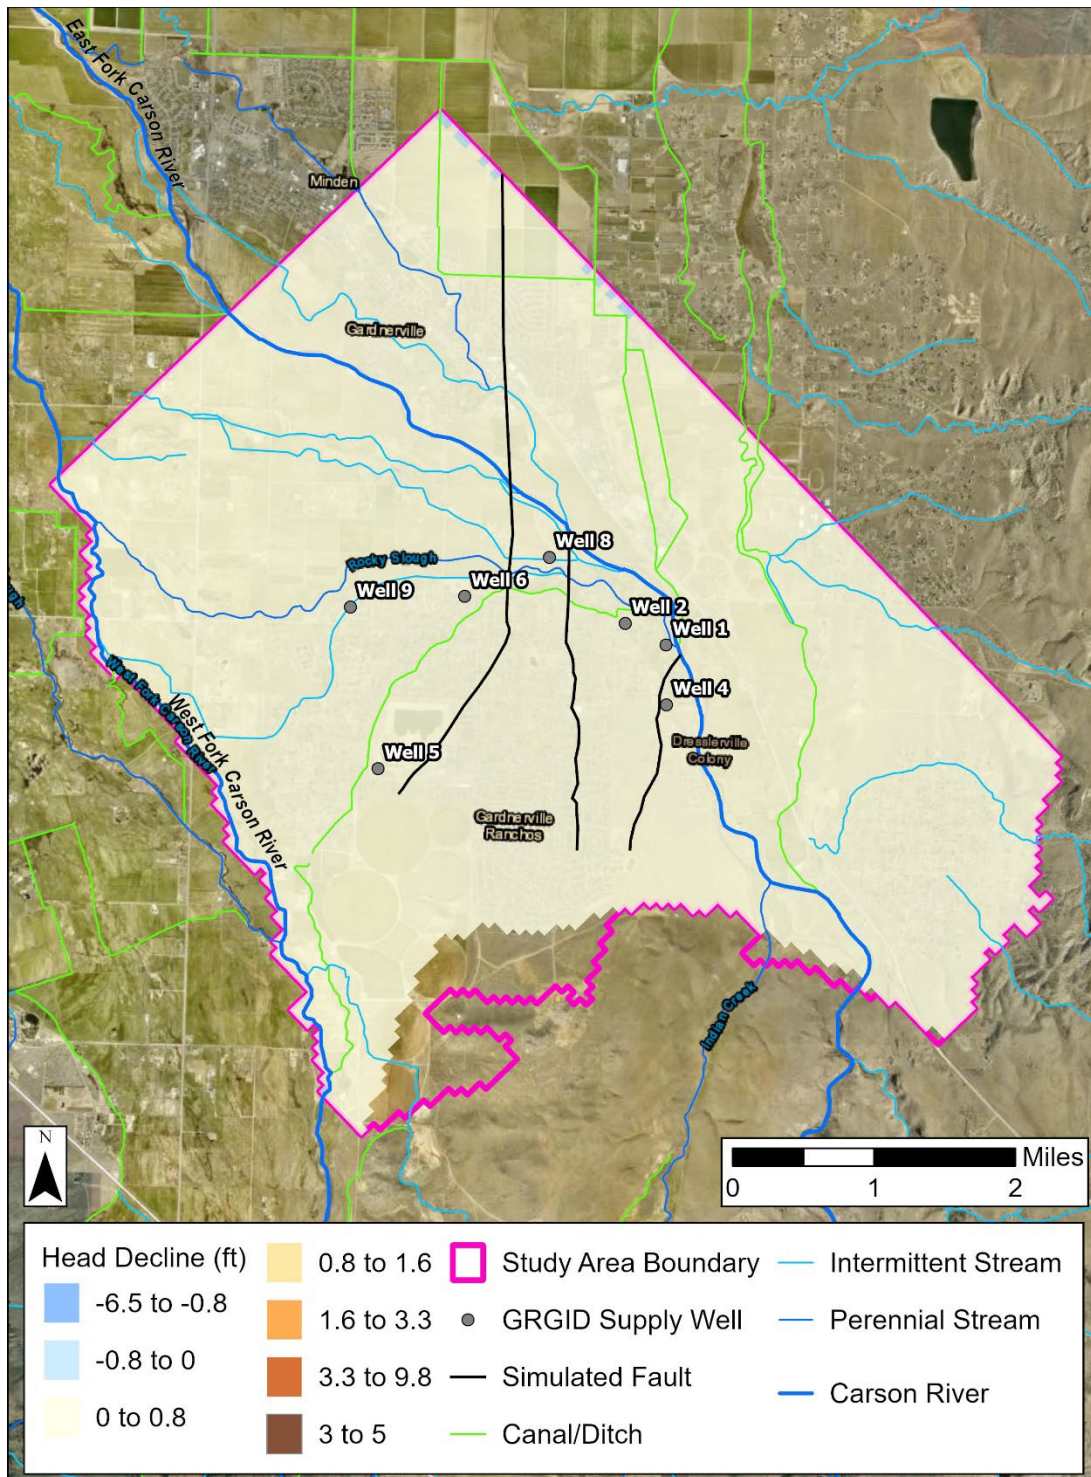 East Fork Carson River
Minden
Gardnerville
Well 8
Rocky Slough
Well 6
Well 9
Well 2
Well 1
West Fork Carson River
West Fork Carson River
Well 4
Dresslerville
Colony
Well 5
Gardnerville
Ranchos
Indian Creek
N
Miles
0 1 2
Head Decline (ft)
-6.5 to -0.8
-0.8 to 0
0 to 0.8
0.8 to 1.6
1.6 to 3.3
3.3 to 9.8
3 to 5
Study Area Boundary
GRGID Supply Well
Simulated Fault
Canal/Ditch
Intermittent Stream
Perennial Stream
Carson River